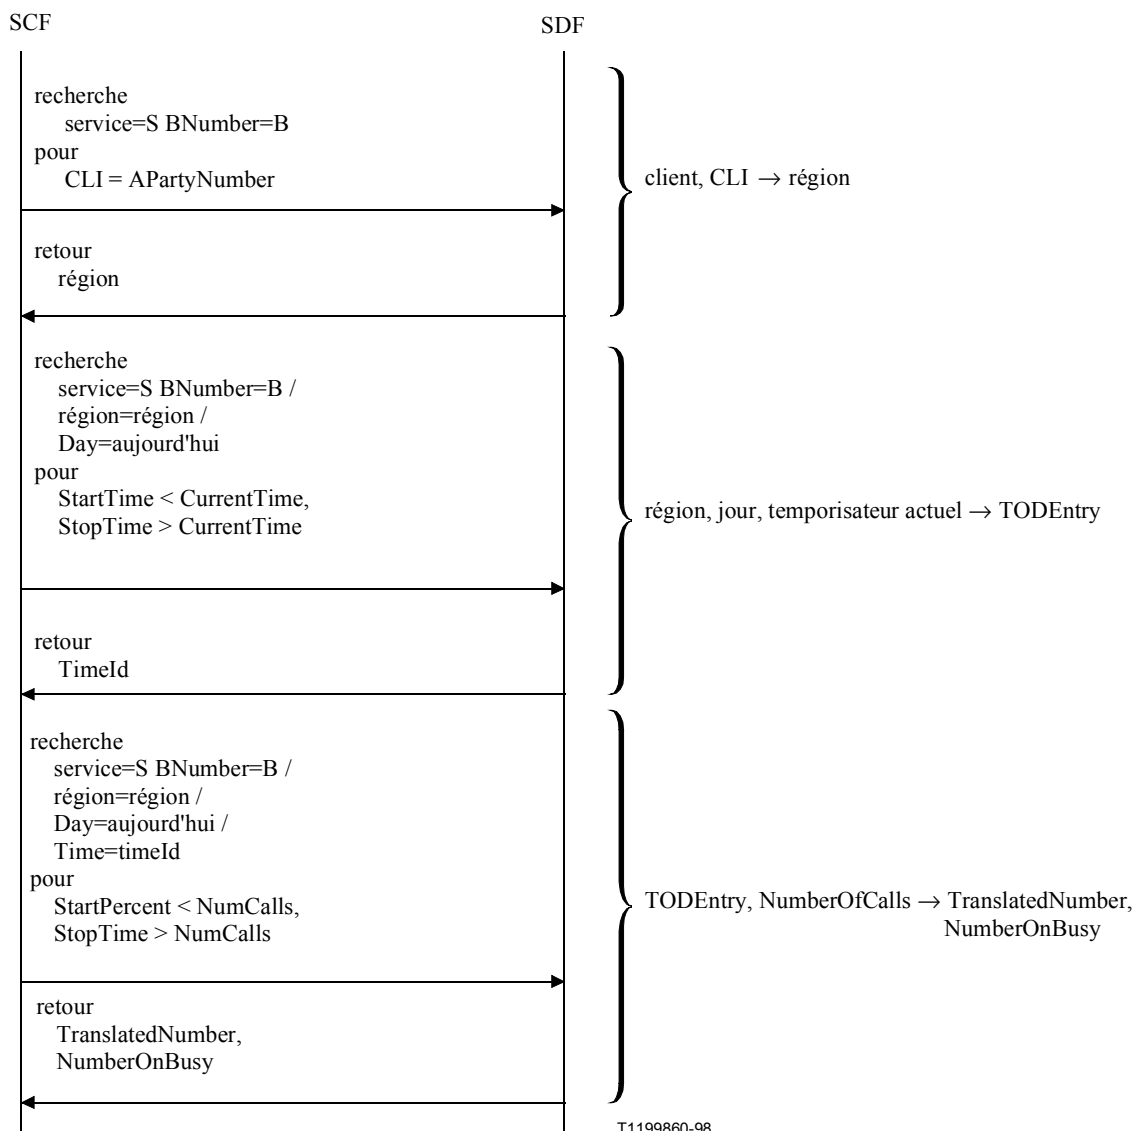 SCF
SDF
recherche
service=S BNumber=B
pour
CLI = APartyNumber
client, CLI → région
retour
région
recherche
service=S BNumber=B /
région=région /
Day=aujourd'hui
pour
StartTime < CurrentTime,
StopTime > CurrentTime
région, jour, temporisateur actuel → TODEntry
retour
TimeId
recherche
service=S BNumber=B /
région=région /
Day=aujourd'hui /
Time=timeId
pour
StartPercent < NumCalls,
StopTime > NumCalls
TODEntry, NumberOfCalls → TranslatedNumber,
NumberOnBusy
retour
TranslatedNumber,
NumberOnBusy
T1199860-98